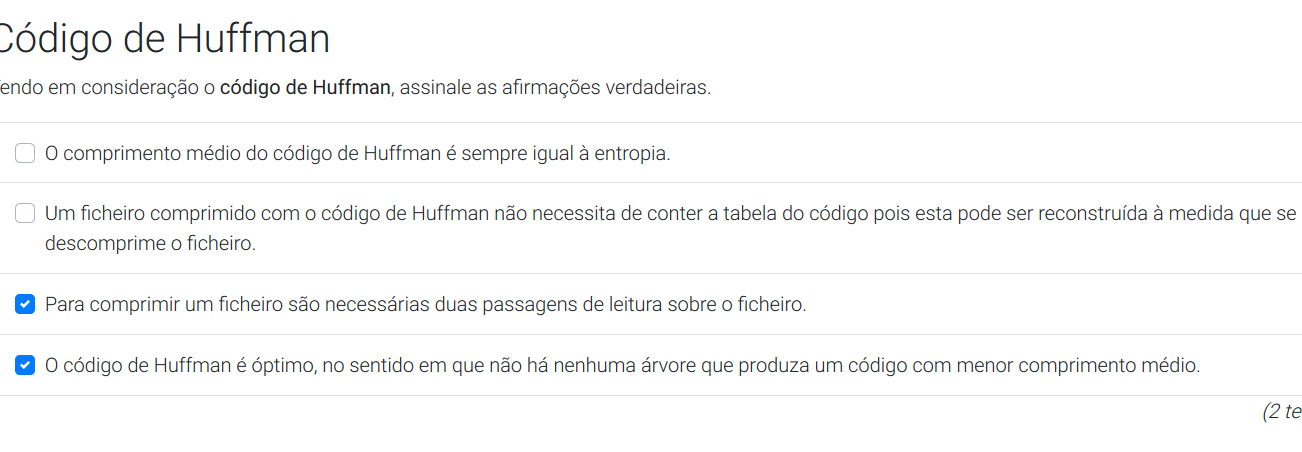 Código de Huffman
endo em consideração o código de Huffman, assinale as afirmações verdadeiras.
O comprimento médio do código de Huffman é sempre igual à entropia.
Um ficheiro comprimido com o código de Huffman não necessita de conter a tabela do código pois esta pode ser reconstruída à medida que se
descomprime o ficheiro.
Para comprimir um ficheiro são necessárias duas passagens de leitura sobre o ficheiro.
O código de Huffman é óptimo, no sentido em que não há nenhuma árvore que produza um código com menor comprimento médio.
(2 te